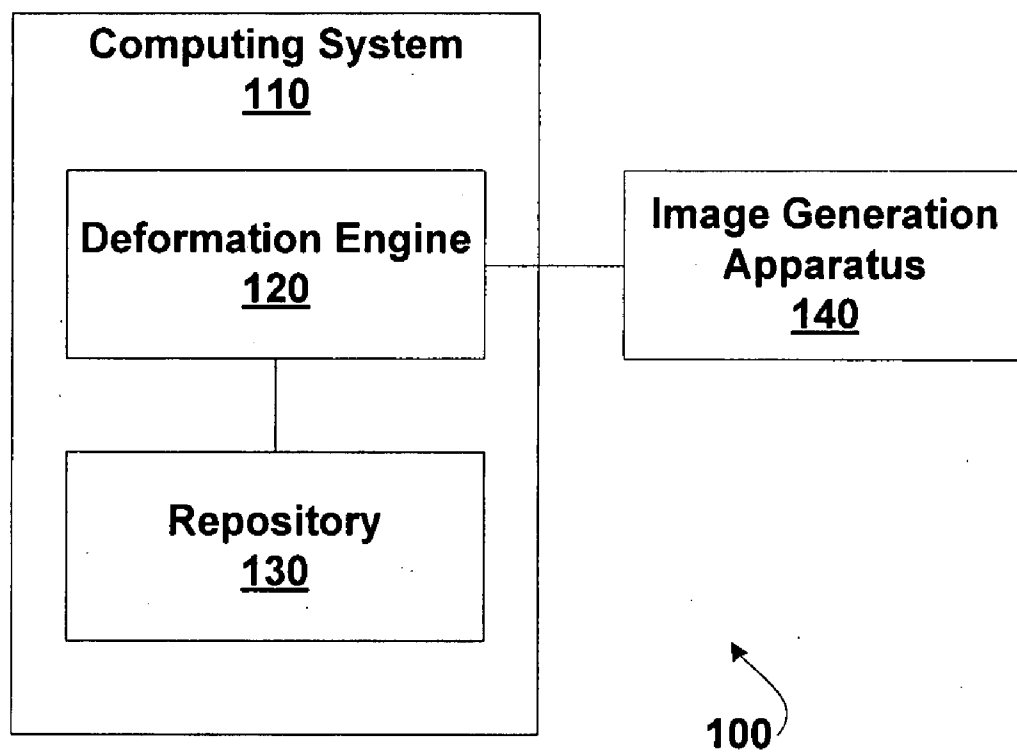 Computing System
110
Deformation Engine
120
Image Generation
Apparatus
140
Repository
130
100